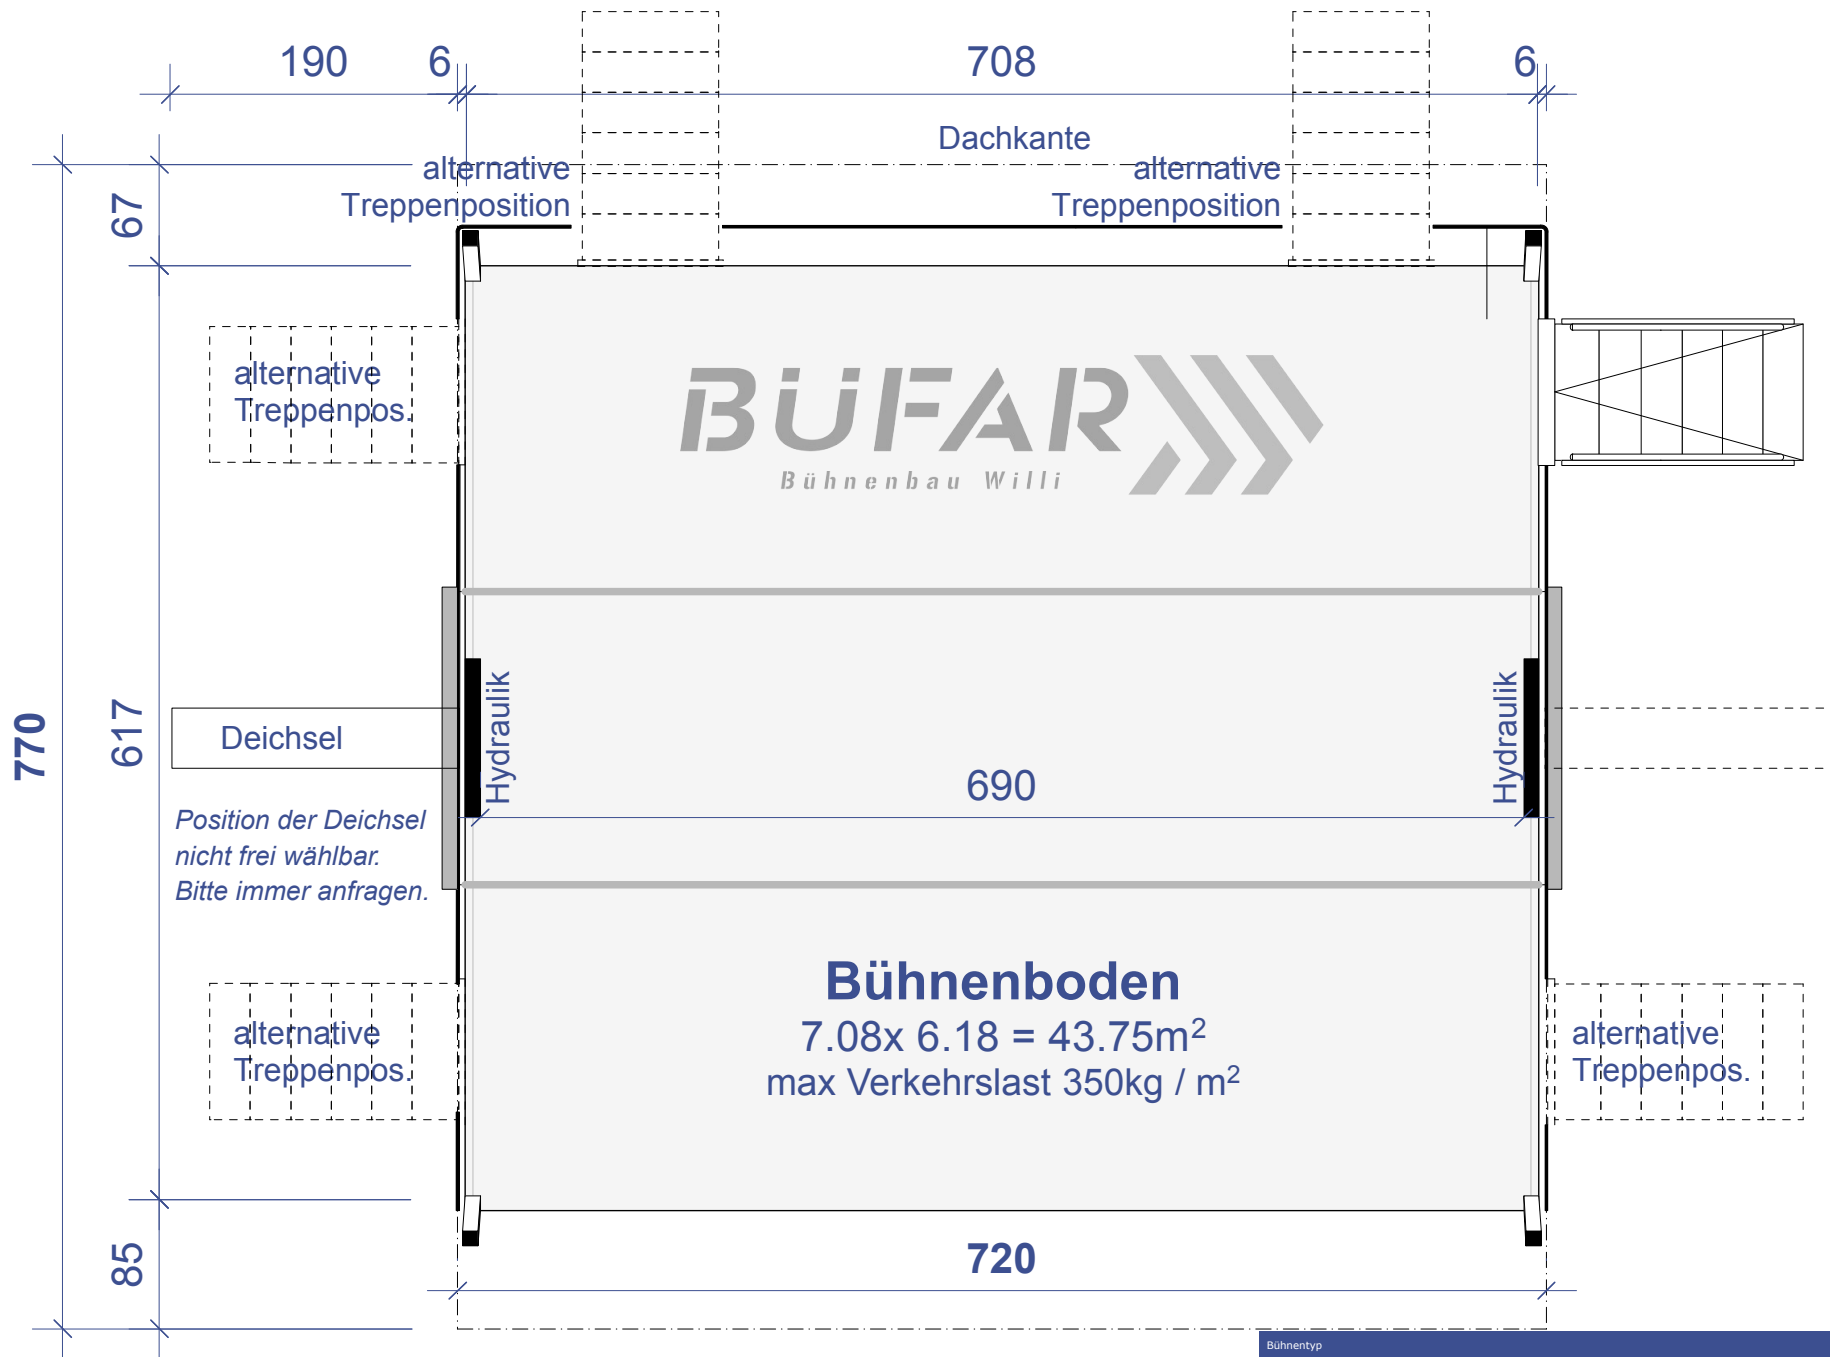 190
6
708
6
Dachkante
alternative
Treppenposition
alternative
Treppenposition
67
BÜFAR
Bühnenbau Willi
alternative
Treppenpos.
770
617
Deichsel
Hydraulik
Hydraulik
690
Position der Deichsel
nicht frei wählbar.
Bitte immer anfragen.
Bühnenboden
7.08x 6.18 = 43.75m²
max Verkehrslast 350kg / m²
alternative
Treppenpos.
alternative
Treppenpos.
85
720
Bühnentyp